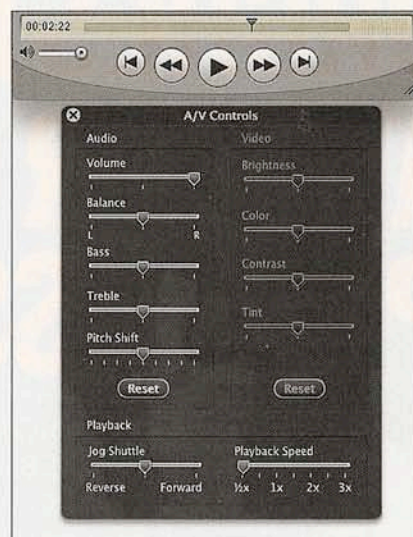 00:02:22
A/V Controls
Audio
Video
Volume
Brightness
Balance
L R
Color
Bass
Contrast
Treble
Tint
Pitch Shift
Reset
Reset
Playback
Jog Shuttle
Playback Speed
Reverse Forward
½x 1x 2x 3x